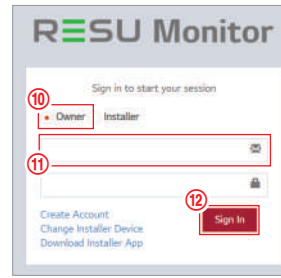 RESU Monitor
Sign in to start your session
⑩
Owner Installer
⑪
⑫
Create Account
Sign In
Change Installer Device
Download Installer App